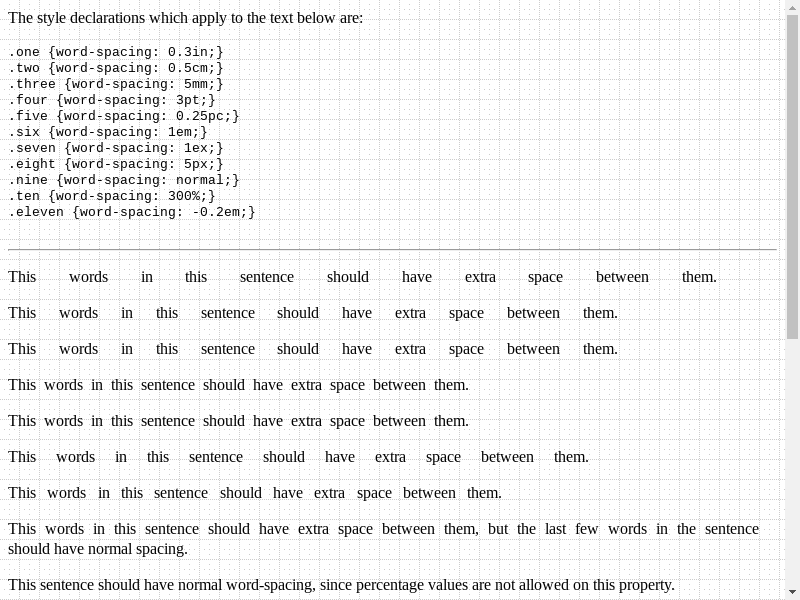 The style declarations which apply to the text below are:
.one {word-spacing: 0.3in;}
.two {word-spacing: 0.5cm;}
.three {word-spacing: 5mm;}
.four {word-spacing: 3pt;}
.five {word-spacing: 0.25pc;}
.six {word-spacing: 1em;}
.seven {word-spacing: 1ex;}
.eight {word-spacing: 5px;}
.nine {word-spacing: normal;}
.ten {word-spacing: 300%;}
.eleven {word-spacing: -0.2em;}
This words in this sentence should have extra space between them.
This words in this sentence should have extra space between them.
This words in this sentence should have extra space between them.
This words in this sentence should have extra space between them.
This words in this sentence should have extra space between them.
This words in this sentence should have extra space between them.
This words in this sentence should have extra space between them.
This words in this sentence should have extra space between them, but the last few words in the sentence
should have normal spacing.
This sentence should have normal word-spacing, since percentage values are not allowed on this property.